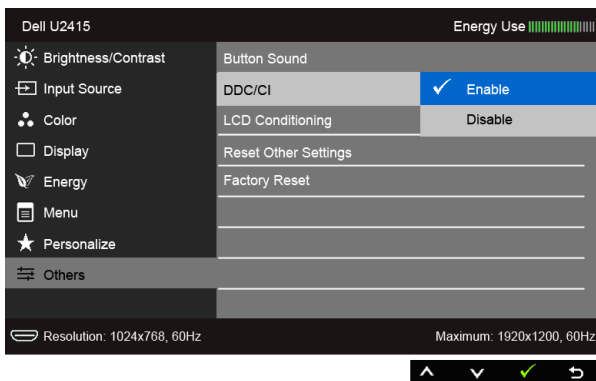 Dell U2415
Energy Use
Brightness/Contrast
Button Sound
Input Source
DDC/CI
Enable
Color
LCD Conditioning
Disable
Display
Reset Other Settings
Energy
Factory Reset
Menu
Personalize
Others
Resolution: 1024x768, 60Hz
Maximum: 1920x1200, 60Hz